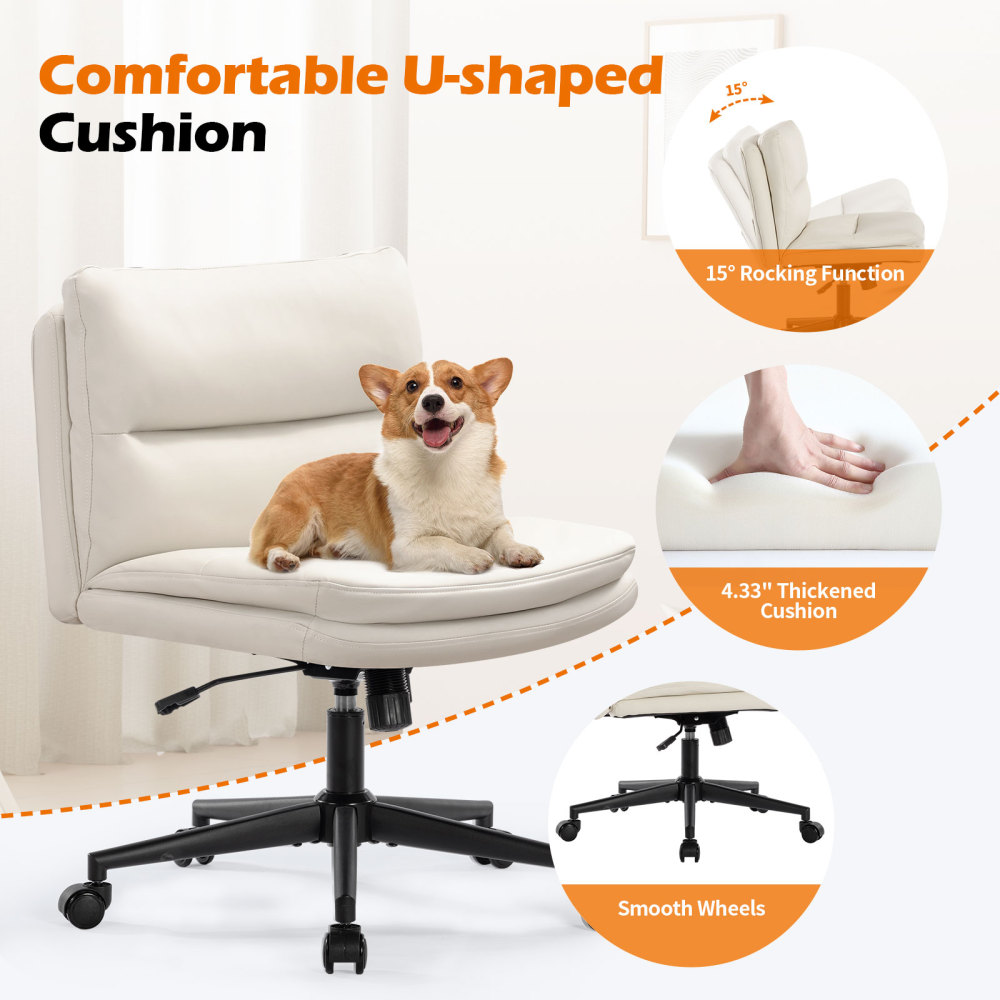 Comfortable U-shaped
Cushion
15°
15° Rocking Function
4.33" Thickened
Cushion
Smooth Wheels